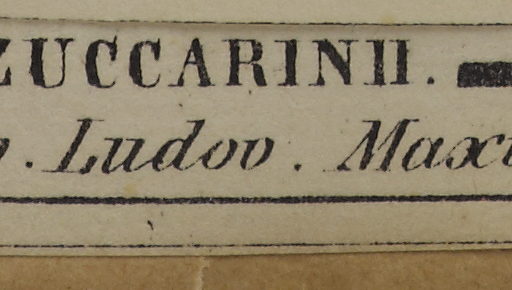 ZUCCARINII.
. Ludov. Maxi